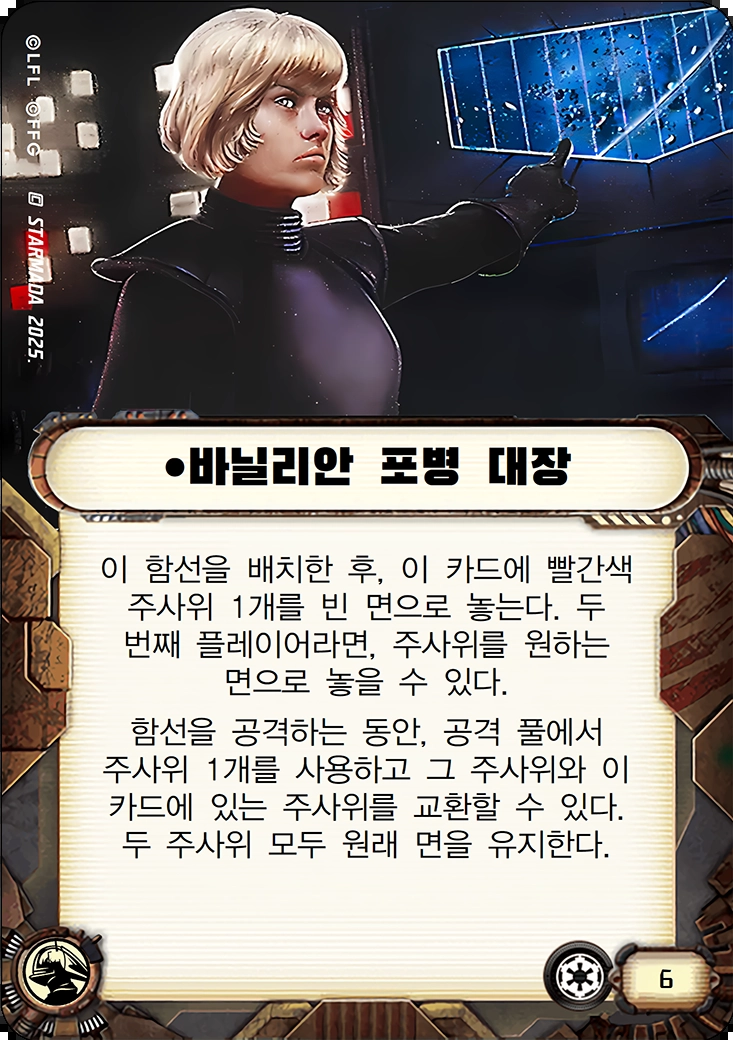 ©LFL ©FFG
STARMADA 2025.
•바닐리안 포병 대장
이 함선을 배치한 후, 이 카드에 빨간색
주사위 1개를 빈 면으로 놓는다. 두
번째 플레이어라면, 주사위를 원하는
면으로 놓을 수 있다.
함선을 공격하는 동안, 공격 풀에서
주사위 1개를 사용하고 그 주사위와 이
카드에 있는 주사위를 교환할 수 있다.
두 주사위 모두 원래 면을 유지한다.
6